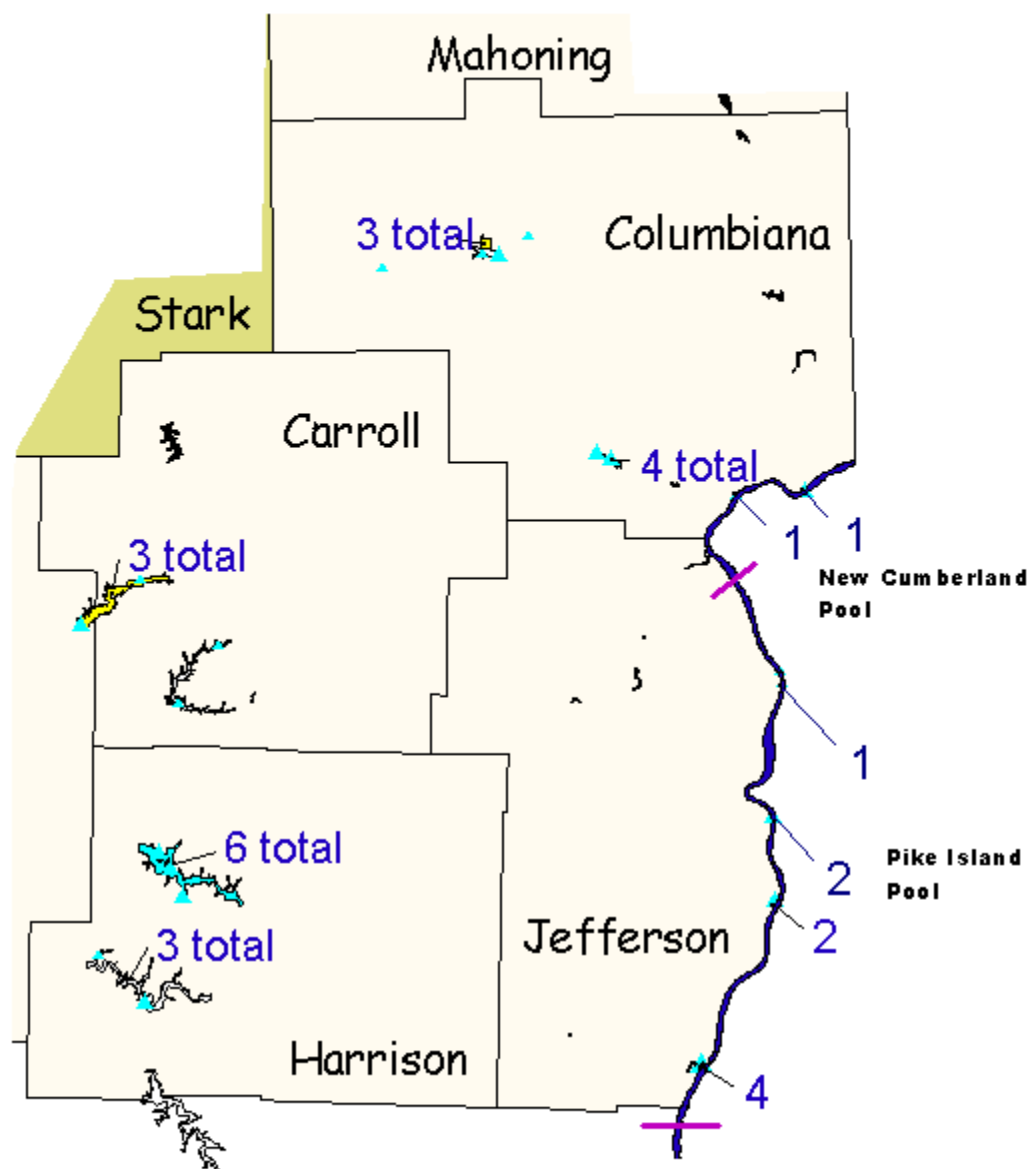 Mahoning
3 total
Columbiana
Stark
Carroll
4 total
1
1
3 total
New Cumberland
Pool
1
6 total
2
Pike Island
Pool
3 total
Jefferson
2
Harrison
4